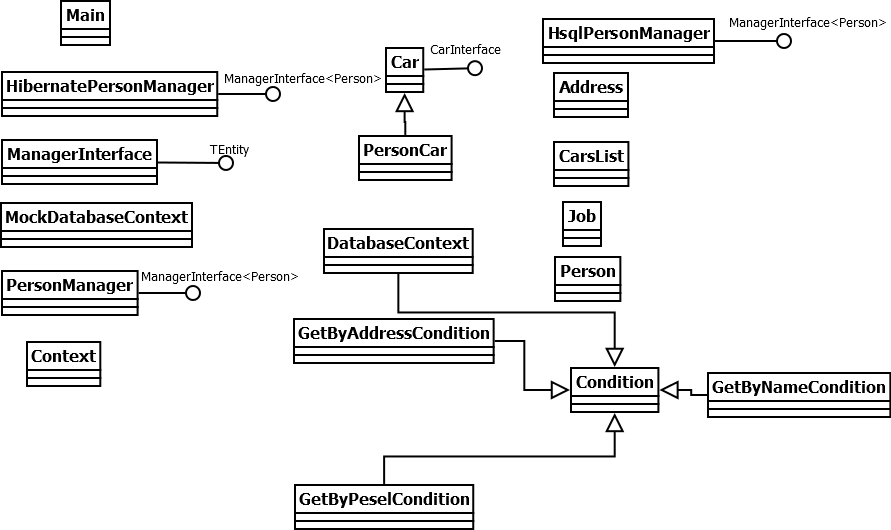 Main
HsqlPersonManager
ManagerInterface<Person>
Car
CarInterface
HibernatePersonManager
ManagerInterface<Person>
Address
PersonCar
ManagerInterface
TEntity
CarsList
MockDatabaseContext
Job
DatabaseContext
PersonManager
ManagerInterface<Person>
Person
GetByAddressCondition
Context
Condition
GetByNameCondition
GetByPeselCondition